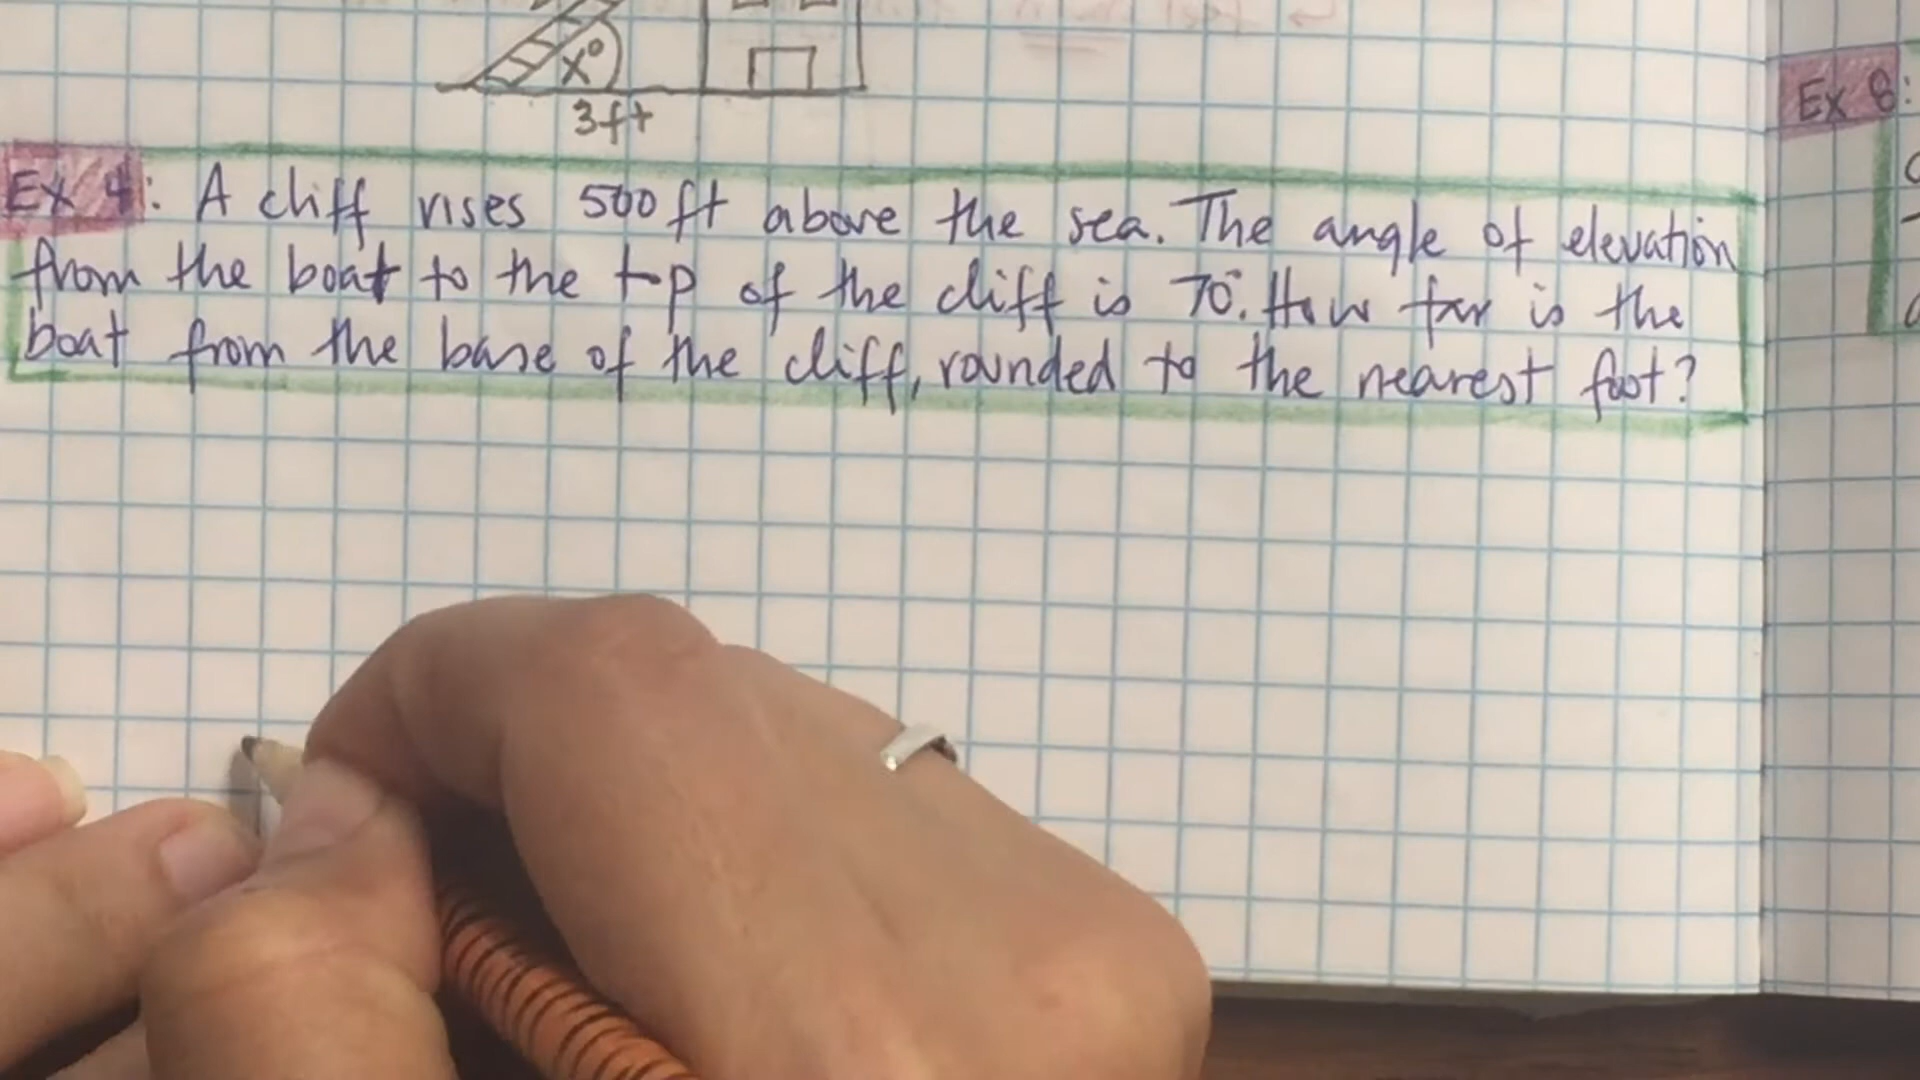 x°
3ft
Ex 4: A cliff rises 500 ft above the sea. The angle of elevation
from the boat to the top of the cliff is 70°. How far is the
boat from the base of the cliff, rounded to the nearest foot?
Ex 8: